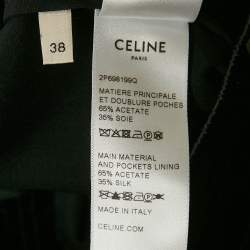 38
CELINE
PARIS
2P698199Q
MATIÈRE PRINCIPALE
ET DOUBLURE POCHES
65% ACETATE
35% SOIE
MAIN MATERIAL
AND POCKETS LINING
65% ACETATE
35% SILK
MADE IN ITALY
CELINE.COM